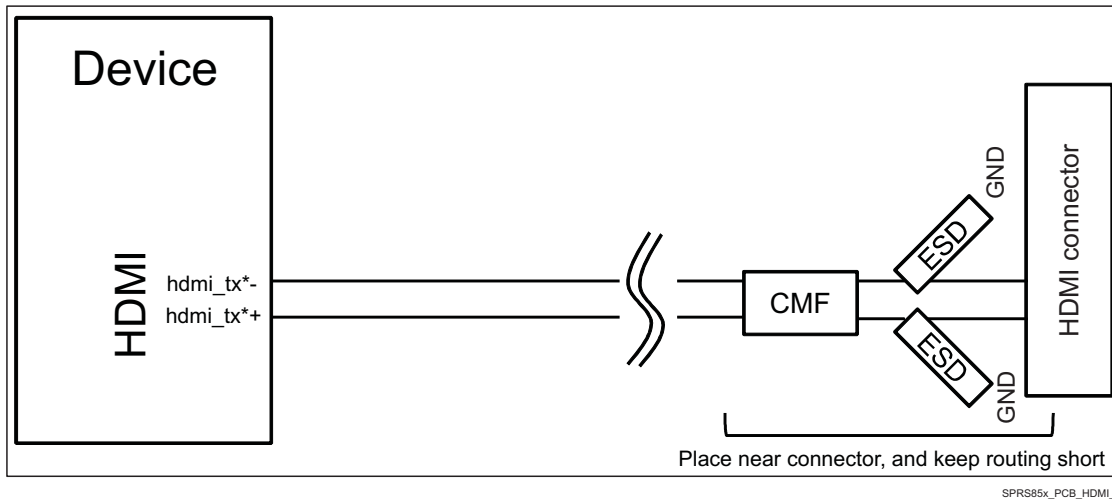 Device
HDMI
hdmi_tx*-
hdmi_tx*+
CMF
ESD
GND
ESD
GND
HDMI connector
Place near connector, and keep routing short
SPRS85x_PCB_HDMI_